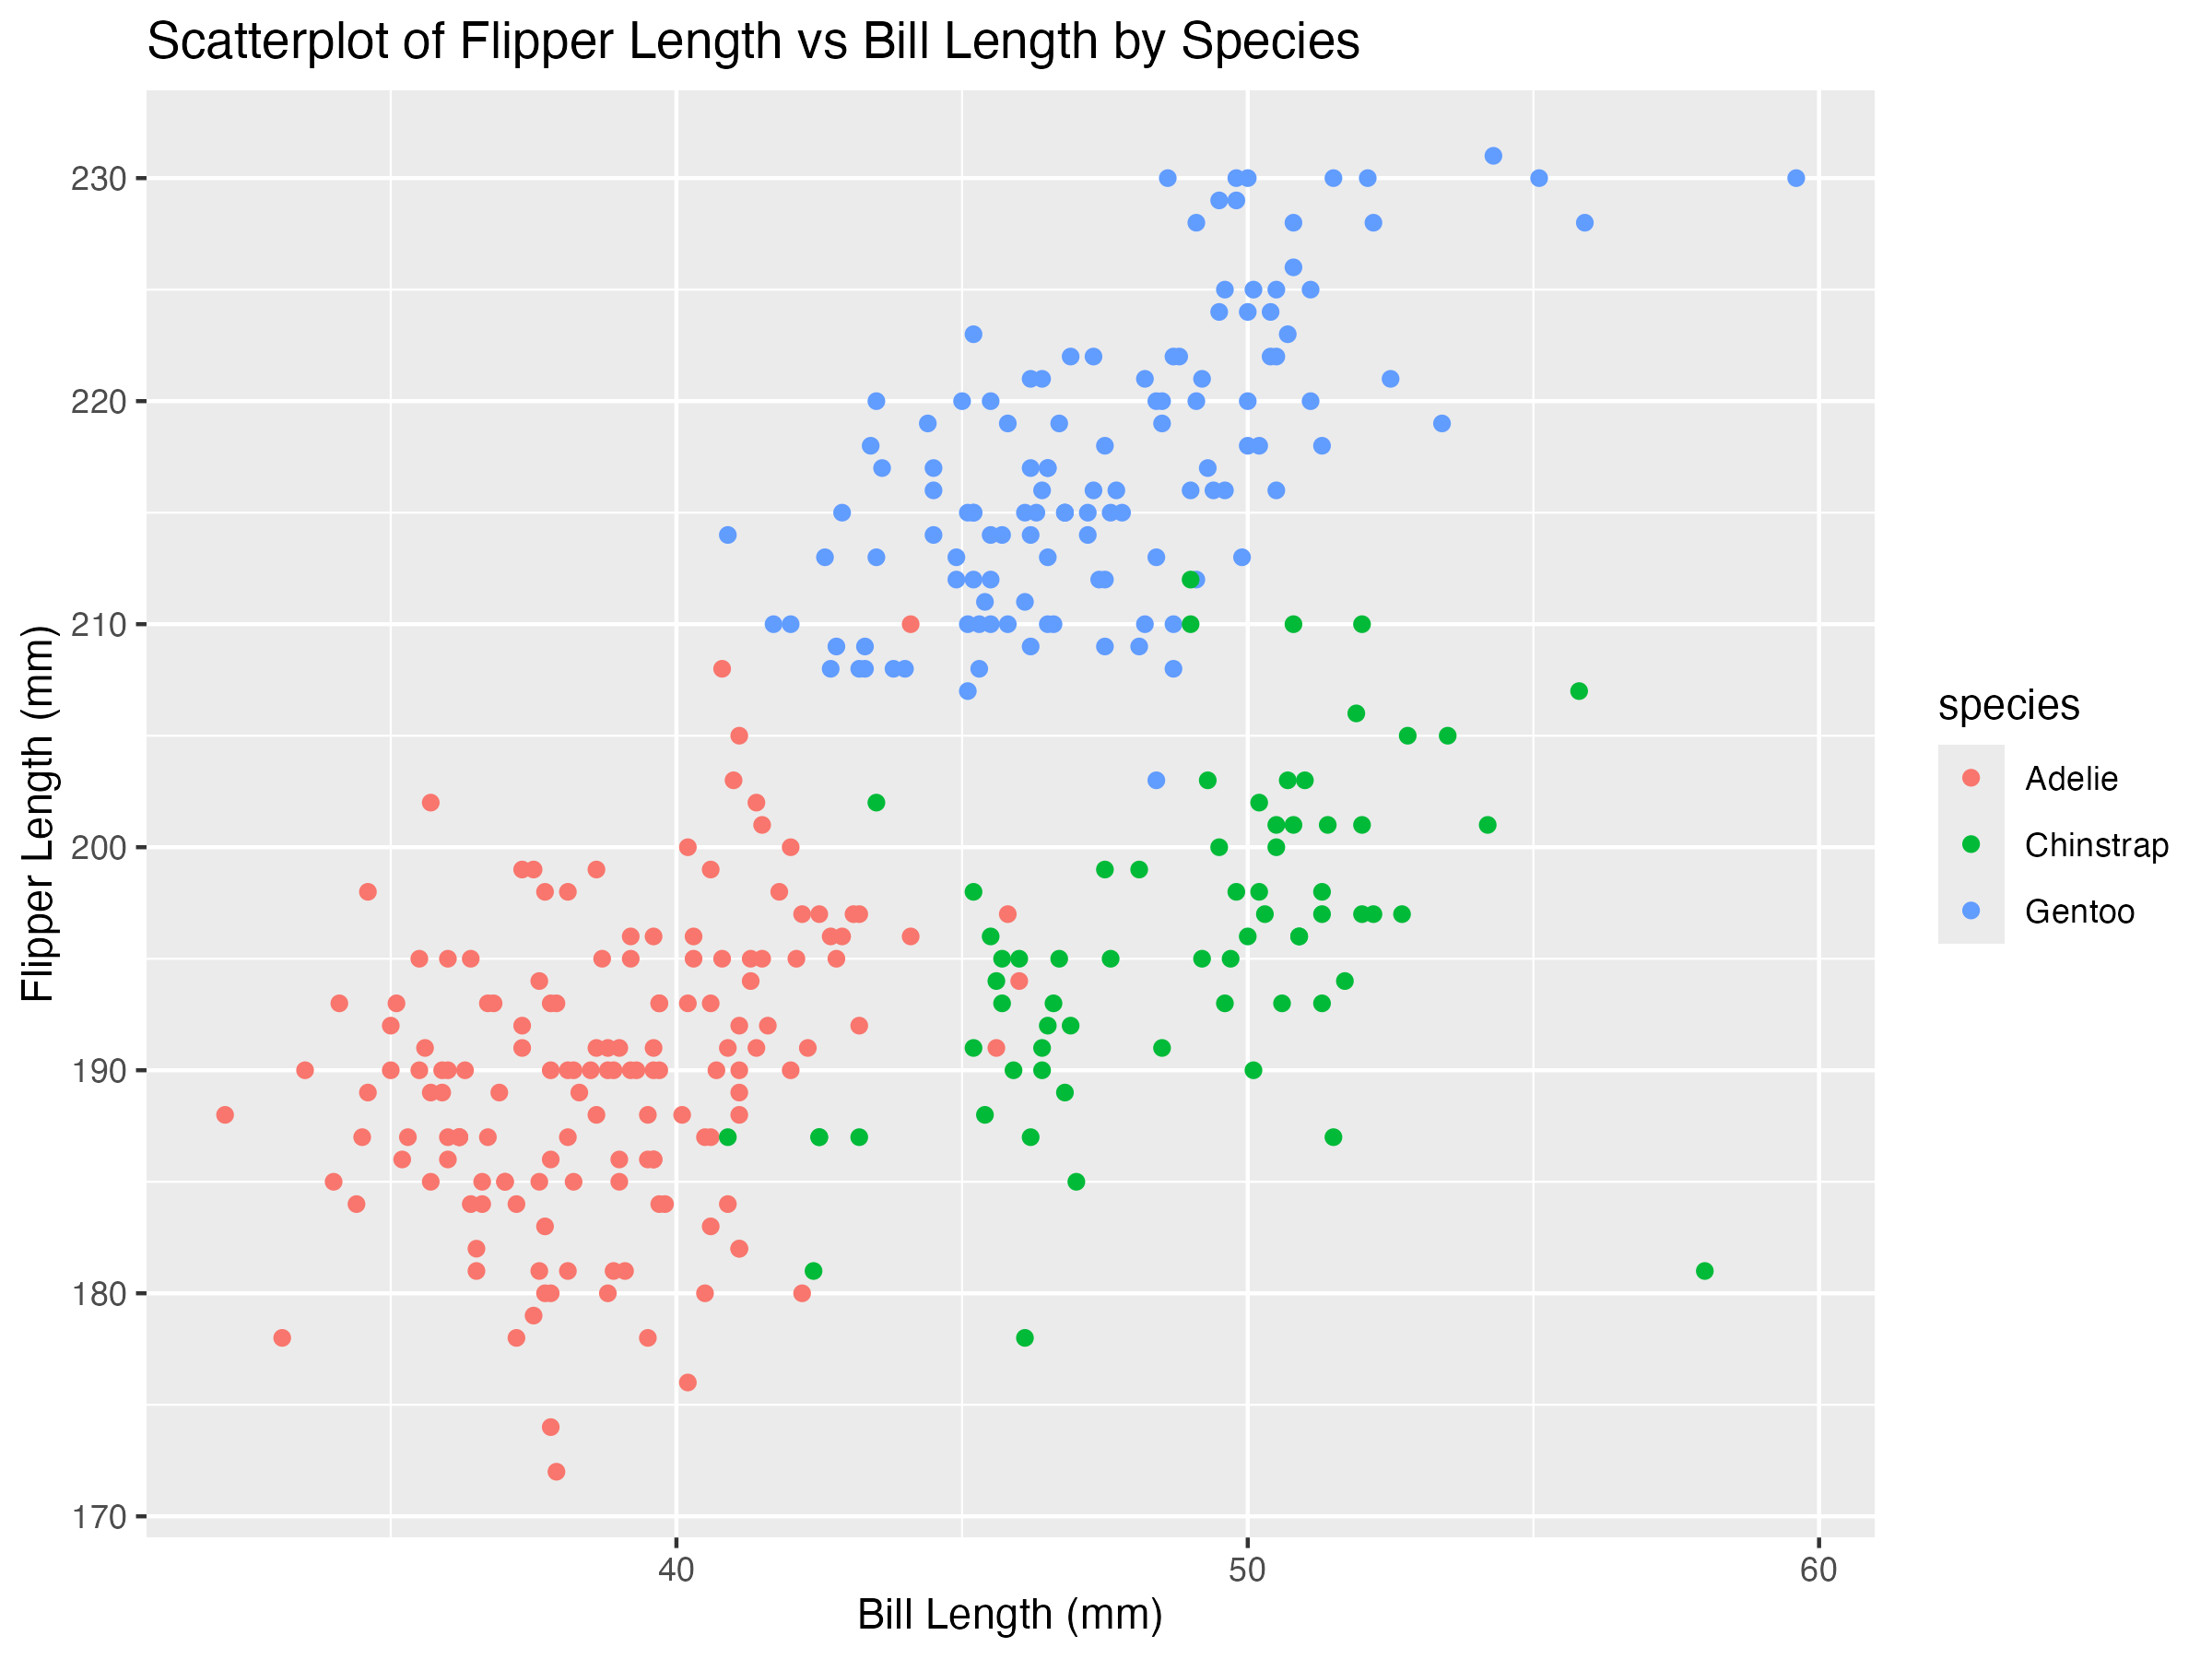 Scatterplot of Flipper Length vs Bill Length by Species
230
220
210
200
190
180
170
Flipper Length (mm)
40 50 60
Bill Length (mm)
species
Adelie
Chinstrap
Gentoo